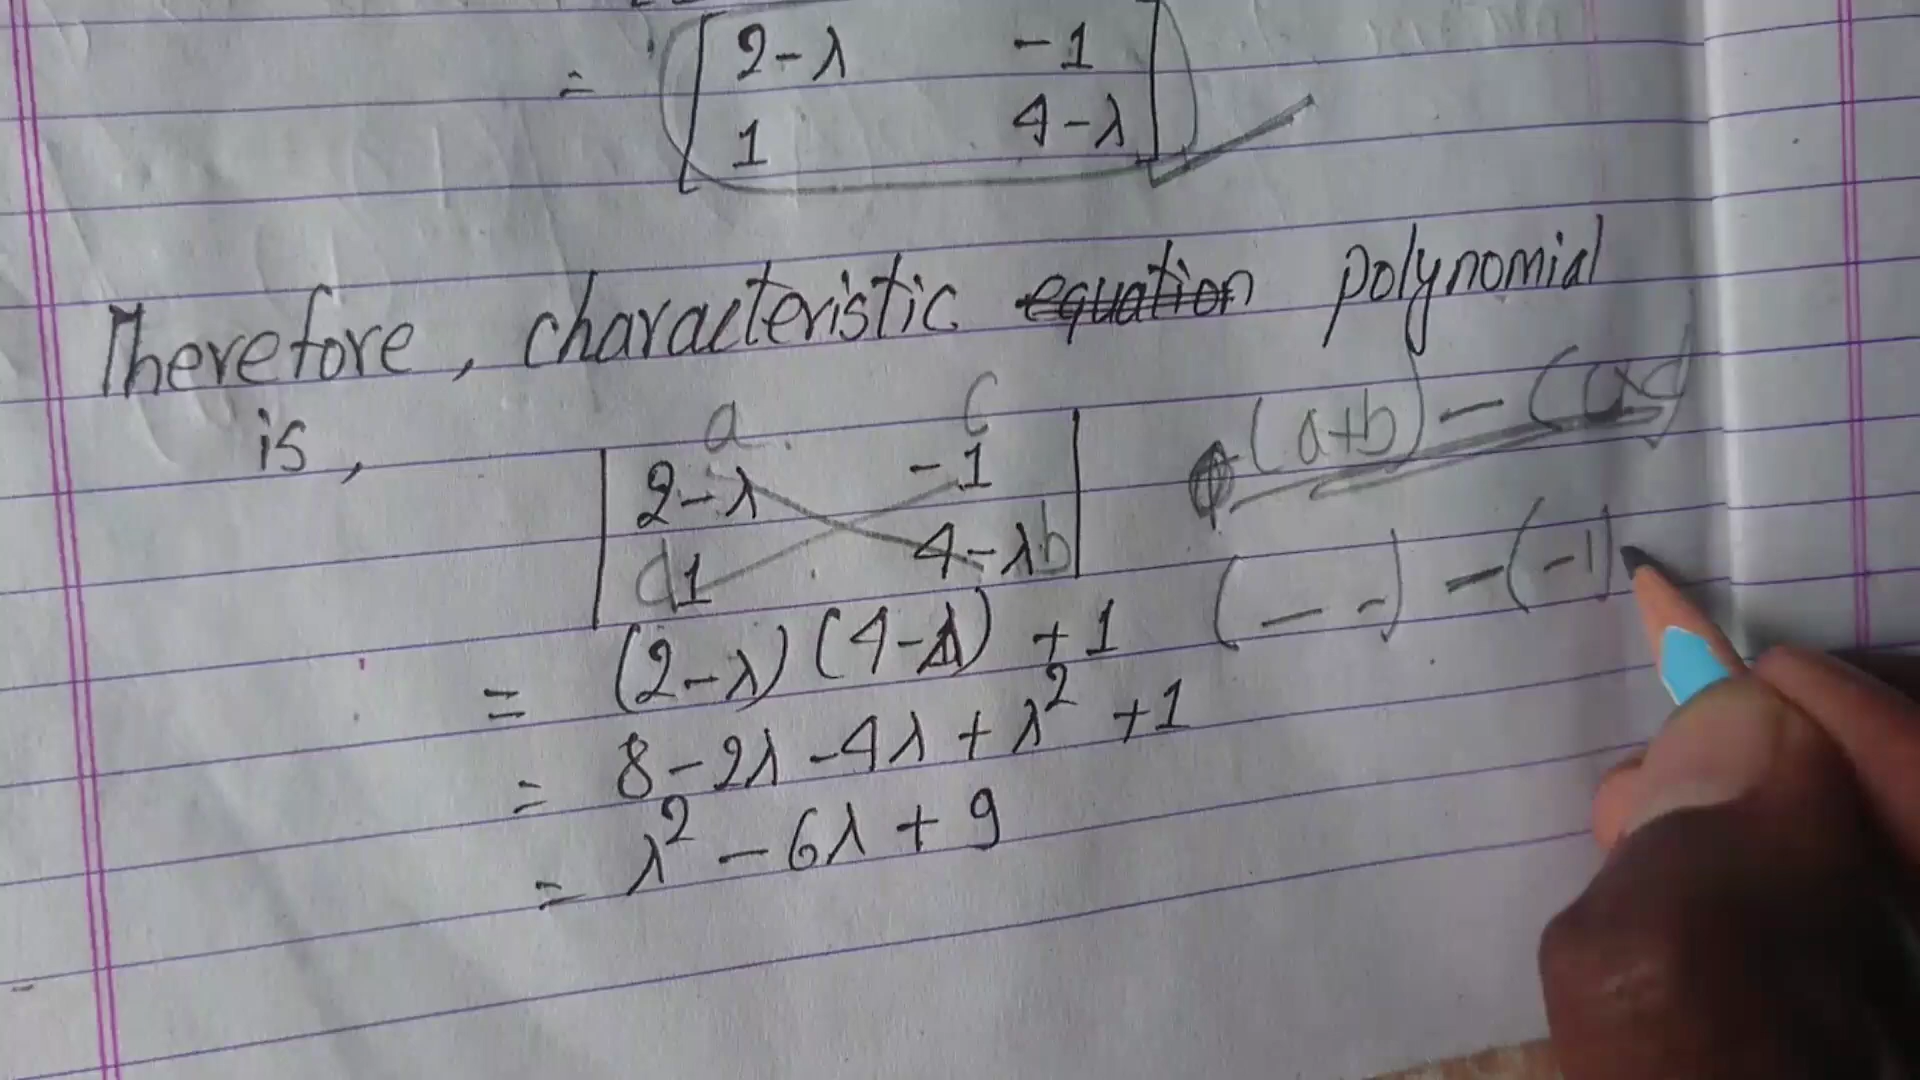 = [ 2-λ -1
1 4-λ ]
Therefore, characteristic equation polynomial
is,
a c
| 2-λ -1 |
| d1 4-λb |
(a+b) - (
( - - ) - (-1)
= (2-λ) (4-λ) + 1
= 8 - 2λ - 4λ + λ² + 1
= λ² - 6λ + 9